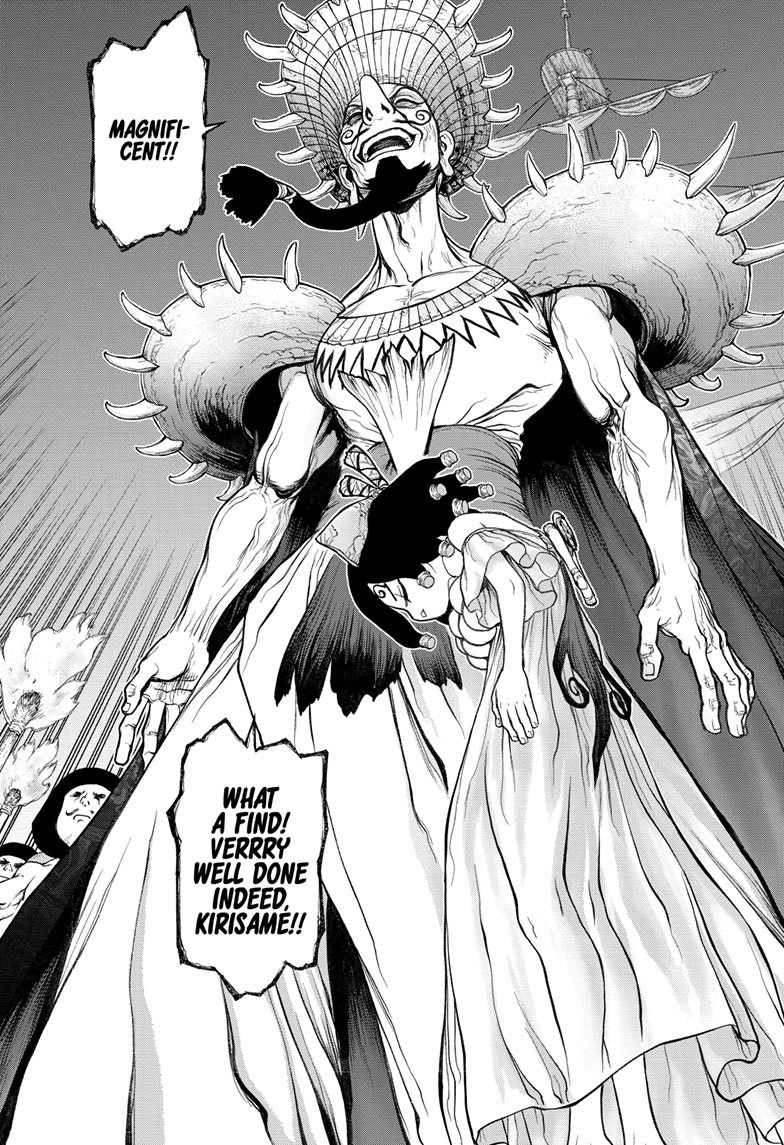 MAGNIFI-
CENT!!
WHAT
A FIND!
VERRRY
WELL DONE
INDEED,
KIRISAME!!